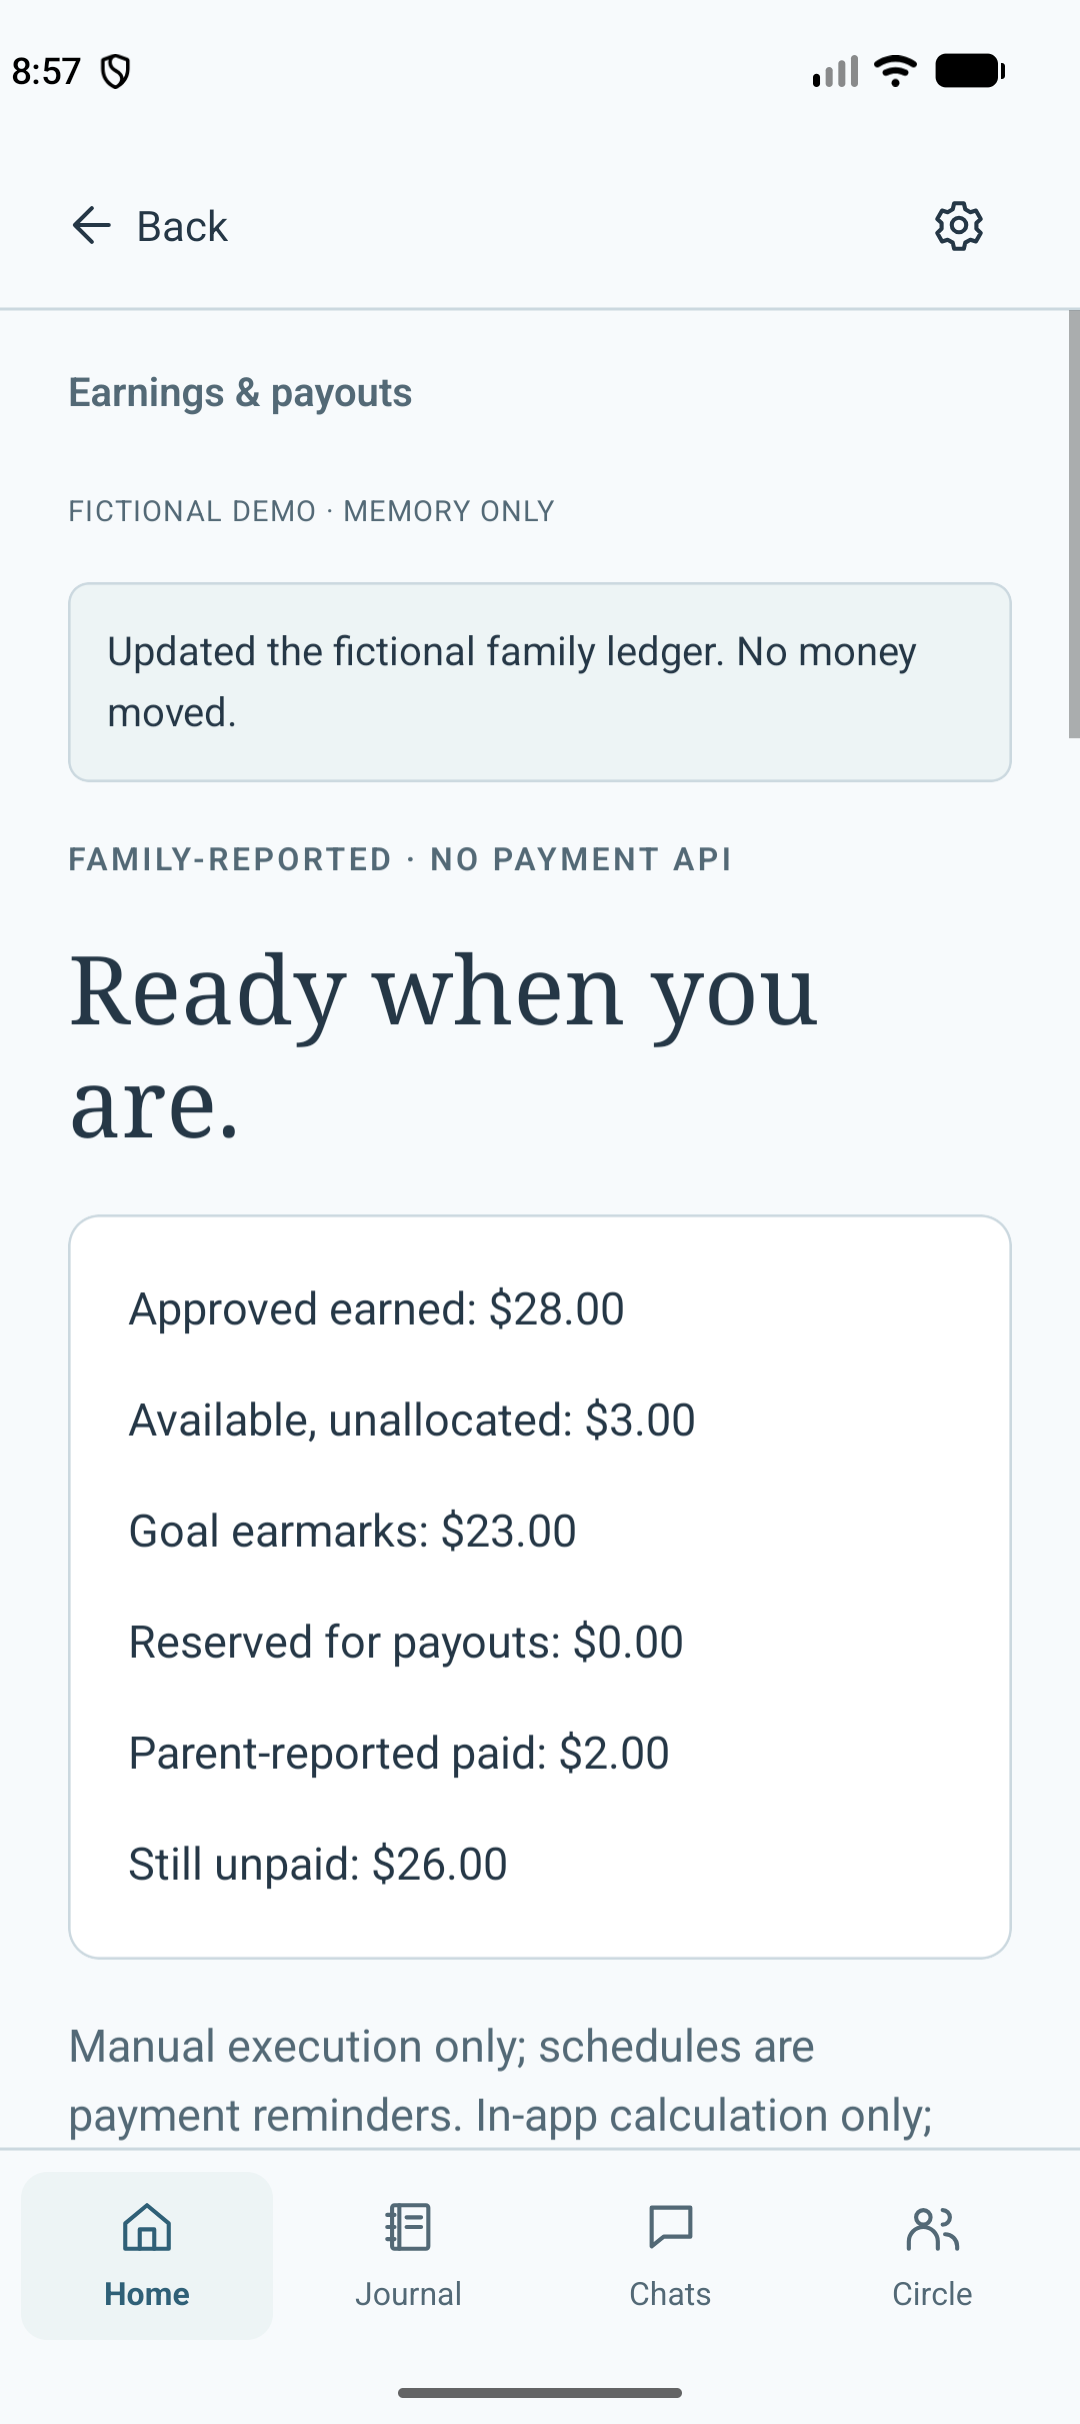 8:57
Back
Earnings & payouts
FICTIONAL DEMO · MEMORY ONLY
Updated the fictional family ledger. No money
moved.
FAMILY-REPORTED · NO PAYMENT API
Ready when you
are.
Approved earned: $28.00
Available, unallocated: $3.00
Goal earmarks: $23.00
Reserved for payouts: $0.00
Parent-reported paid: $2.00
Still unpaid: $26.00
Manual execution only; schedules are
payment reminders. In-app calculation only;
Home
Journal
Chats
Circle